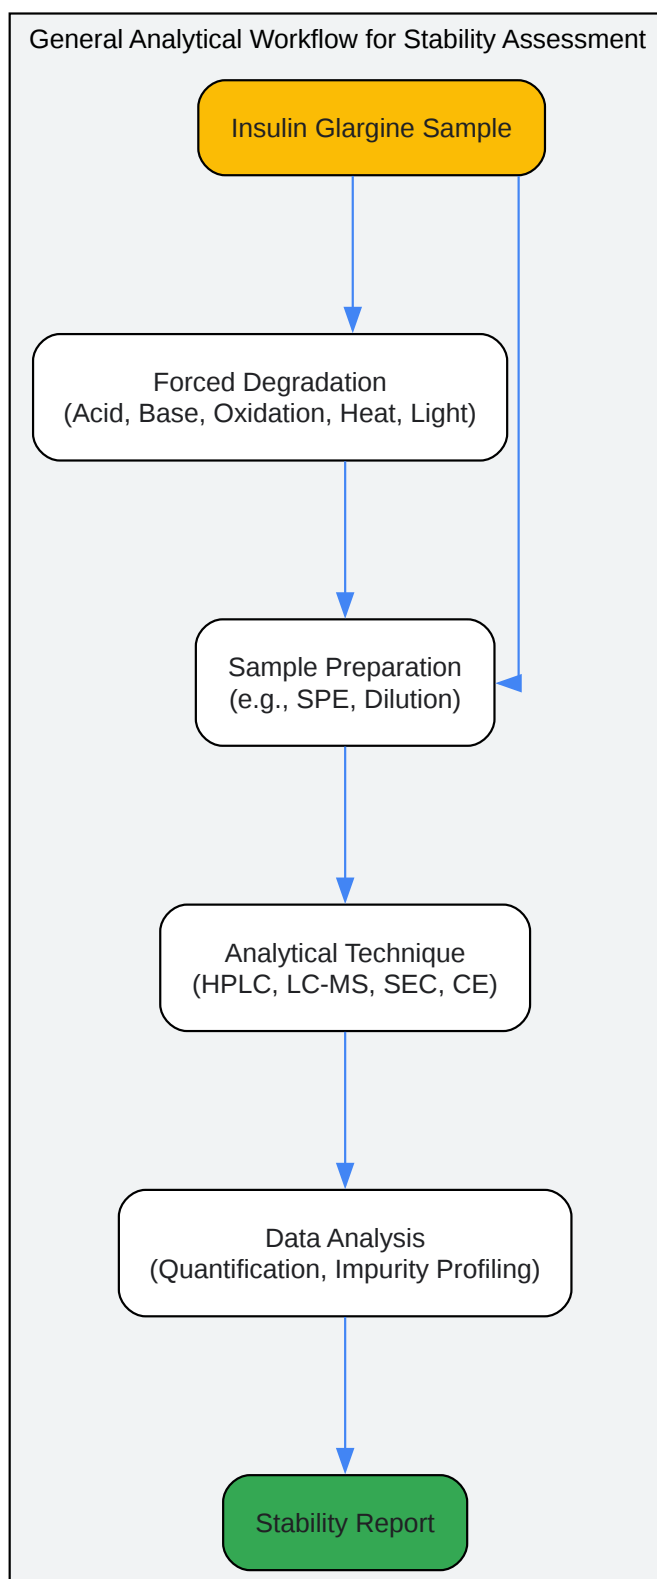 General Analytical Workflow for Stability Assessment
Insulin Glargine Sample
Forced Degradation
(Acid, Base, Oxidation, Heat, Light)
Sample Preparation
(e.g., SPE, Dilution)
Analytical Technique
(HPLC, LC-MS, SEC, CE)
Data Analysis
(Quantification, Impurity Profiling)
Stability Report